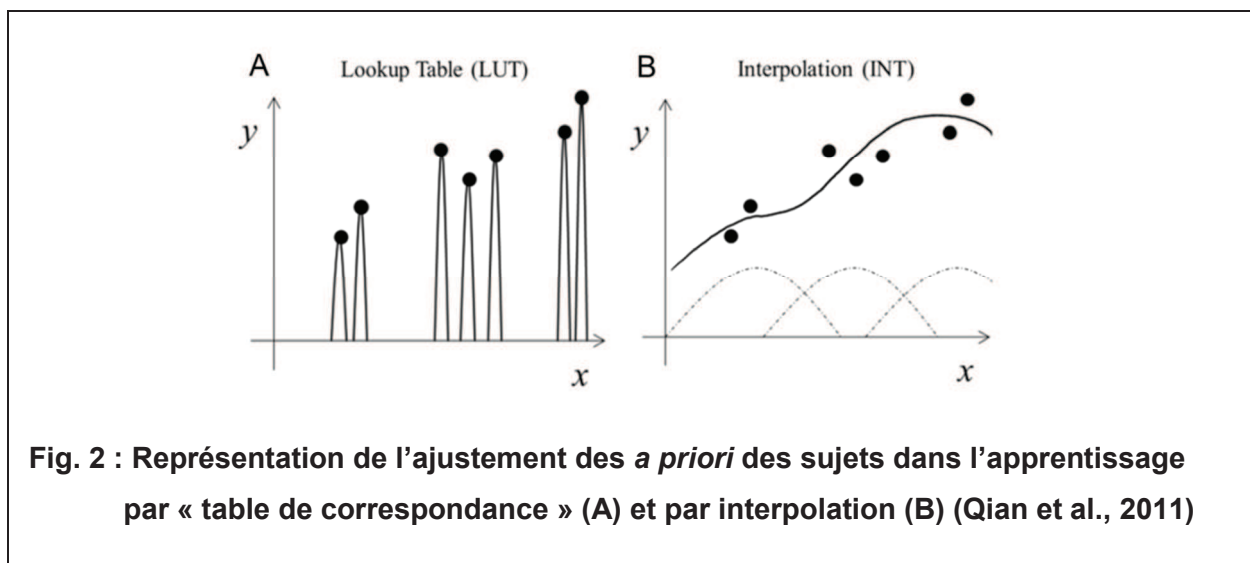 A Lookup Table (LUT)
y
x
B Interpolation (INT)
y
x
Fig. 2 : Représentation de l’ajustement des a priori des sujets dans l’apprentissage
par « table de correspondance » (A) et par interpolation (B) (Qian et al., 2011)